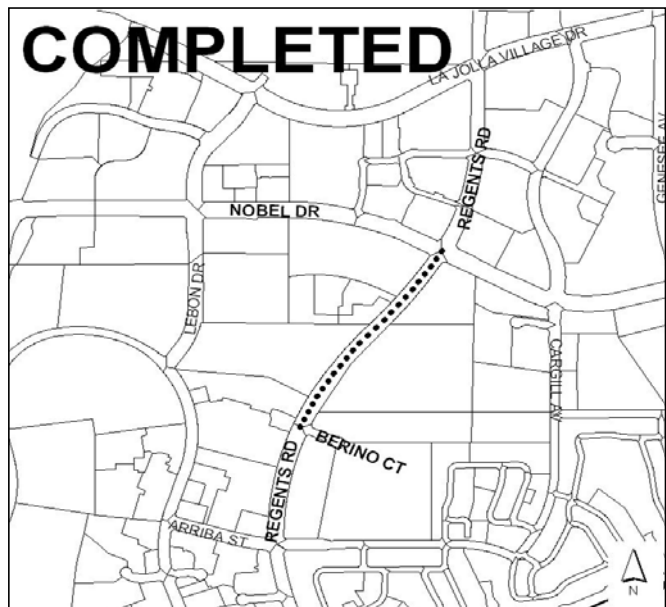 COMPLETED
LA JOLLA VILLAGE DR
REGENTS RD
GENESEE AV
NOBEL DR
LEBON DR
CARGILL AV
BERINO CT
REGENTS RD
ARRIBA ST
N